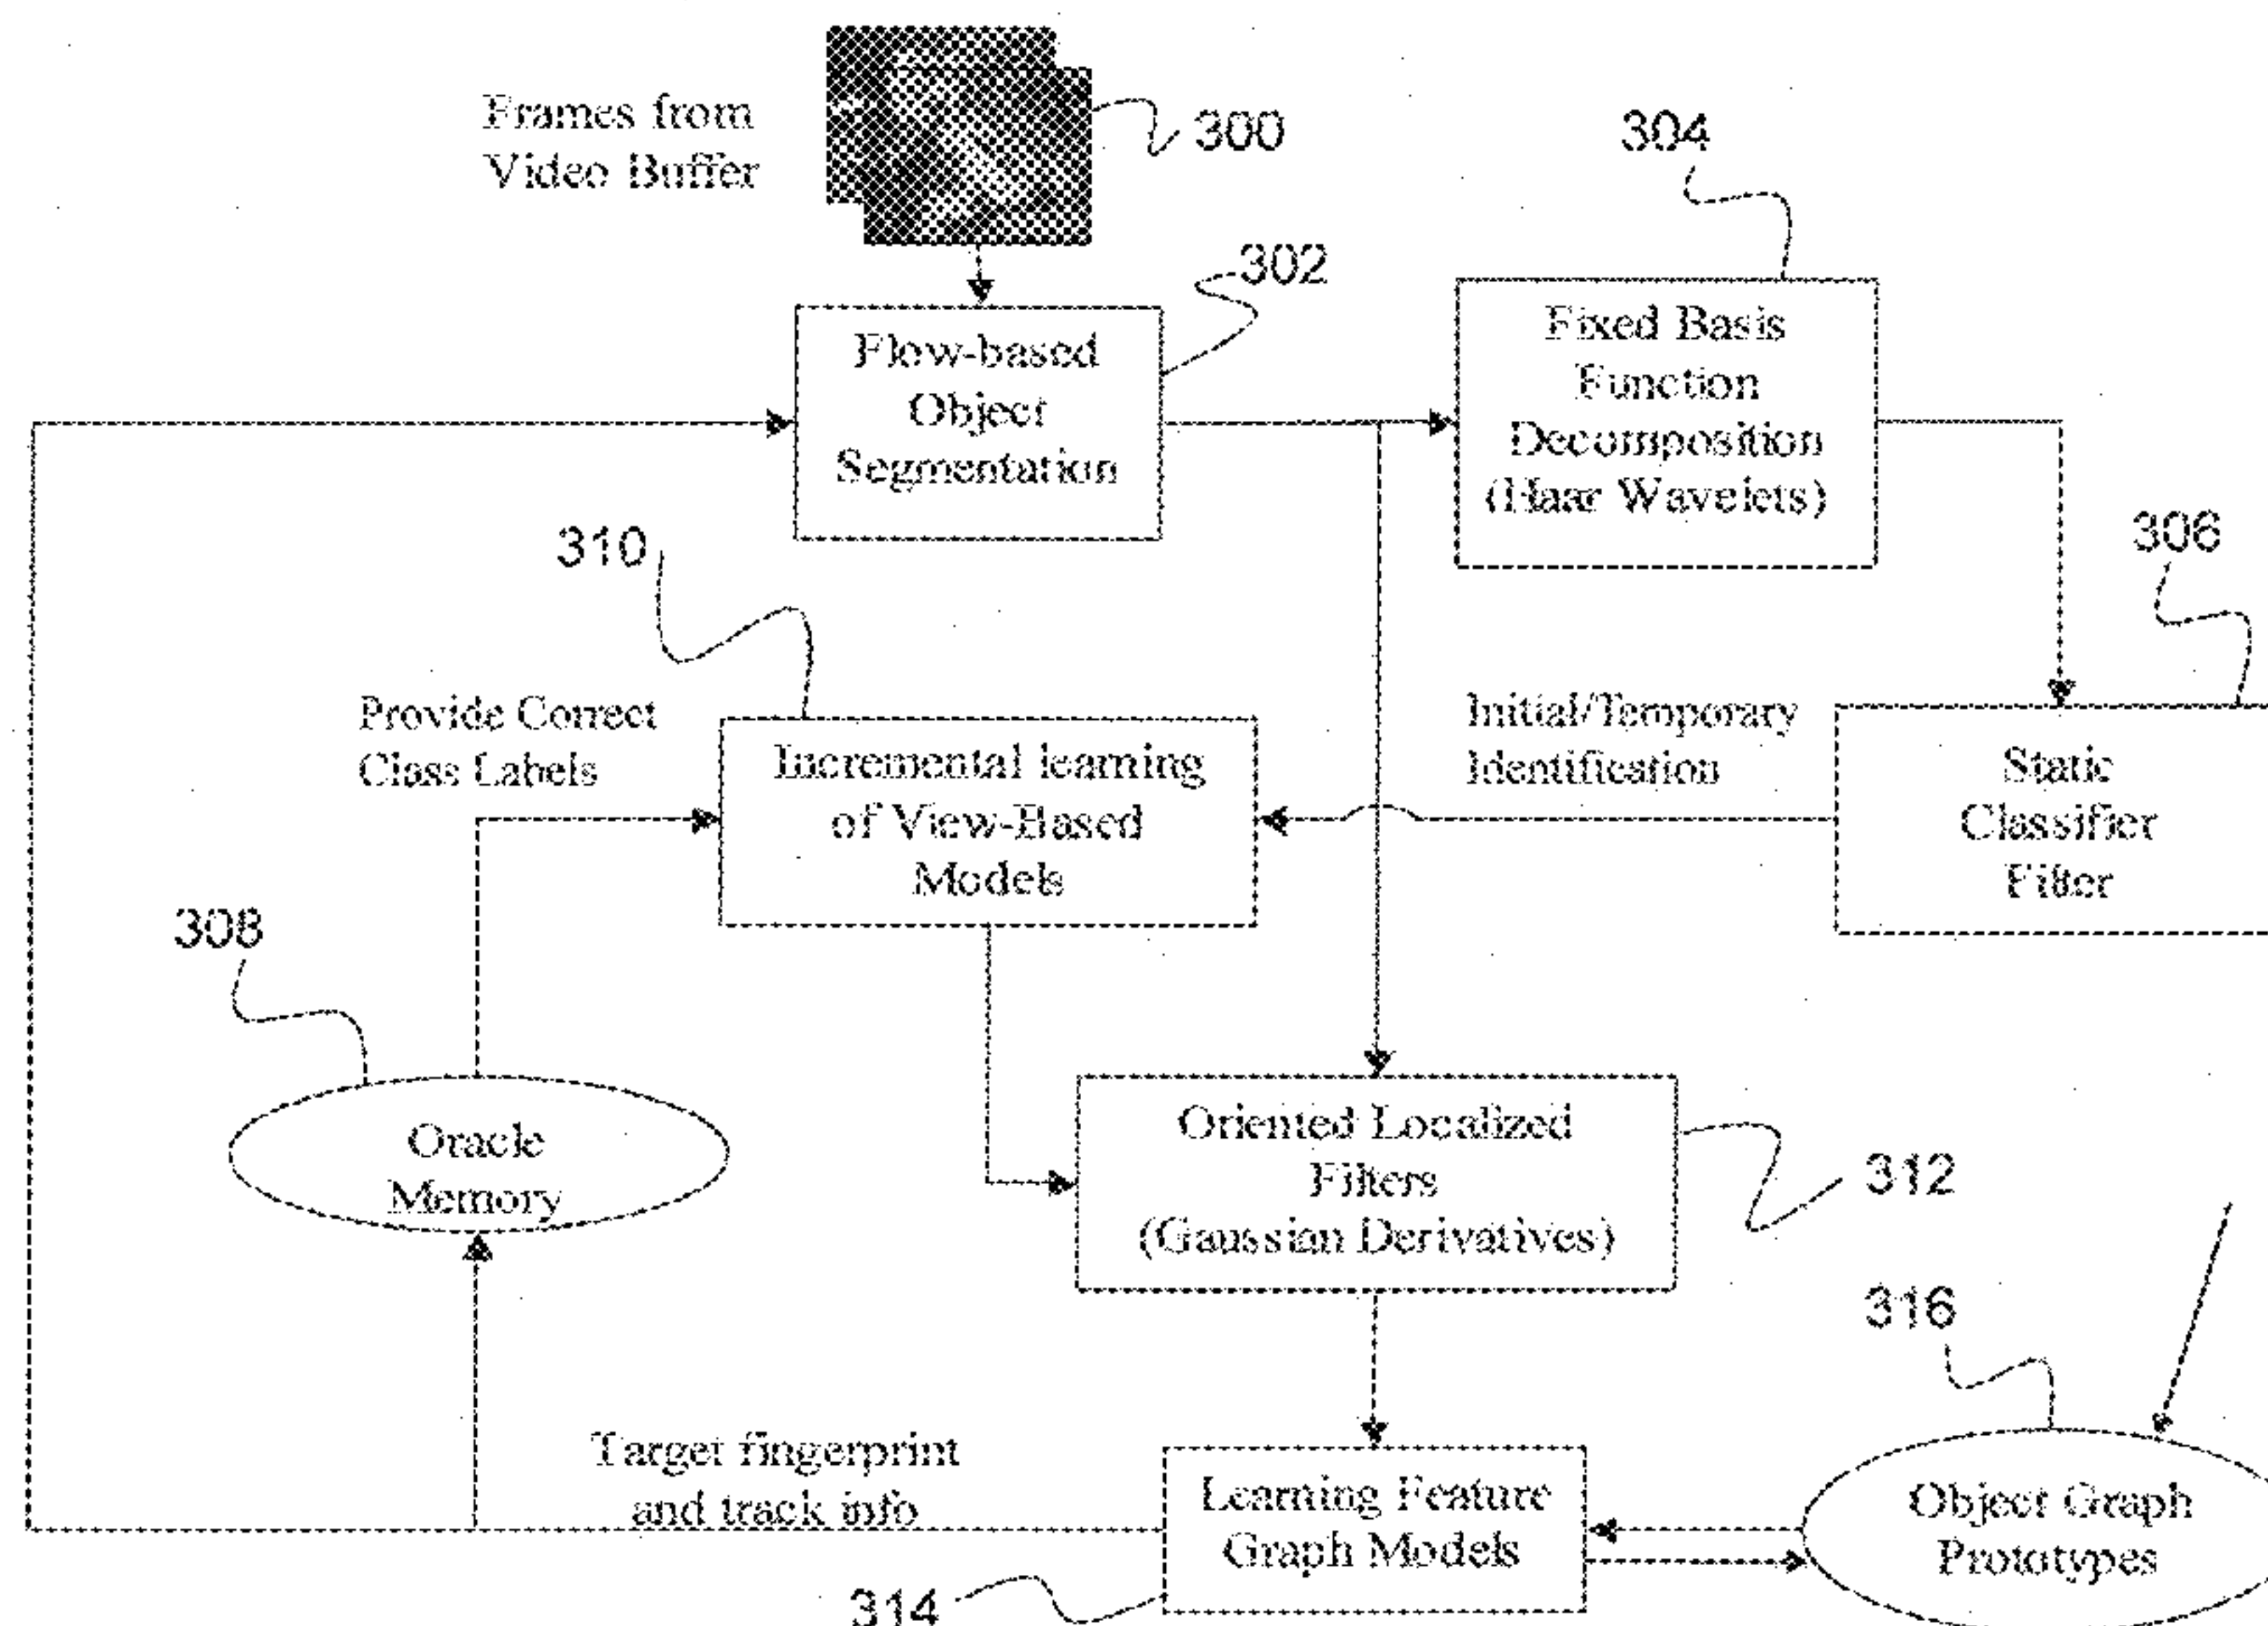 Frames from
Video Buffer
300
304
302
Flow-based
Object
Segmentation
Fixed Basis
Function
Decomposition
(Haar Wavelets)
306
310
Provide Correct
Class Labels
Incremental learning
of View-Based
Models
Initial/Temporary
Identification
Static
Classifier
Filter
308
Oracle
Memory
Oriented Localized
Filters
(Gaussian Derivatives)
312
316
Target fingerprint
and track info
Learning Feature
Graph Models
Object Graph
Prototypes
314